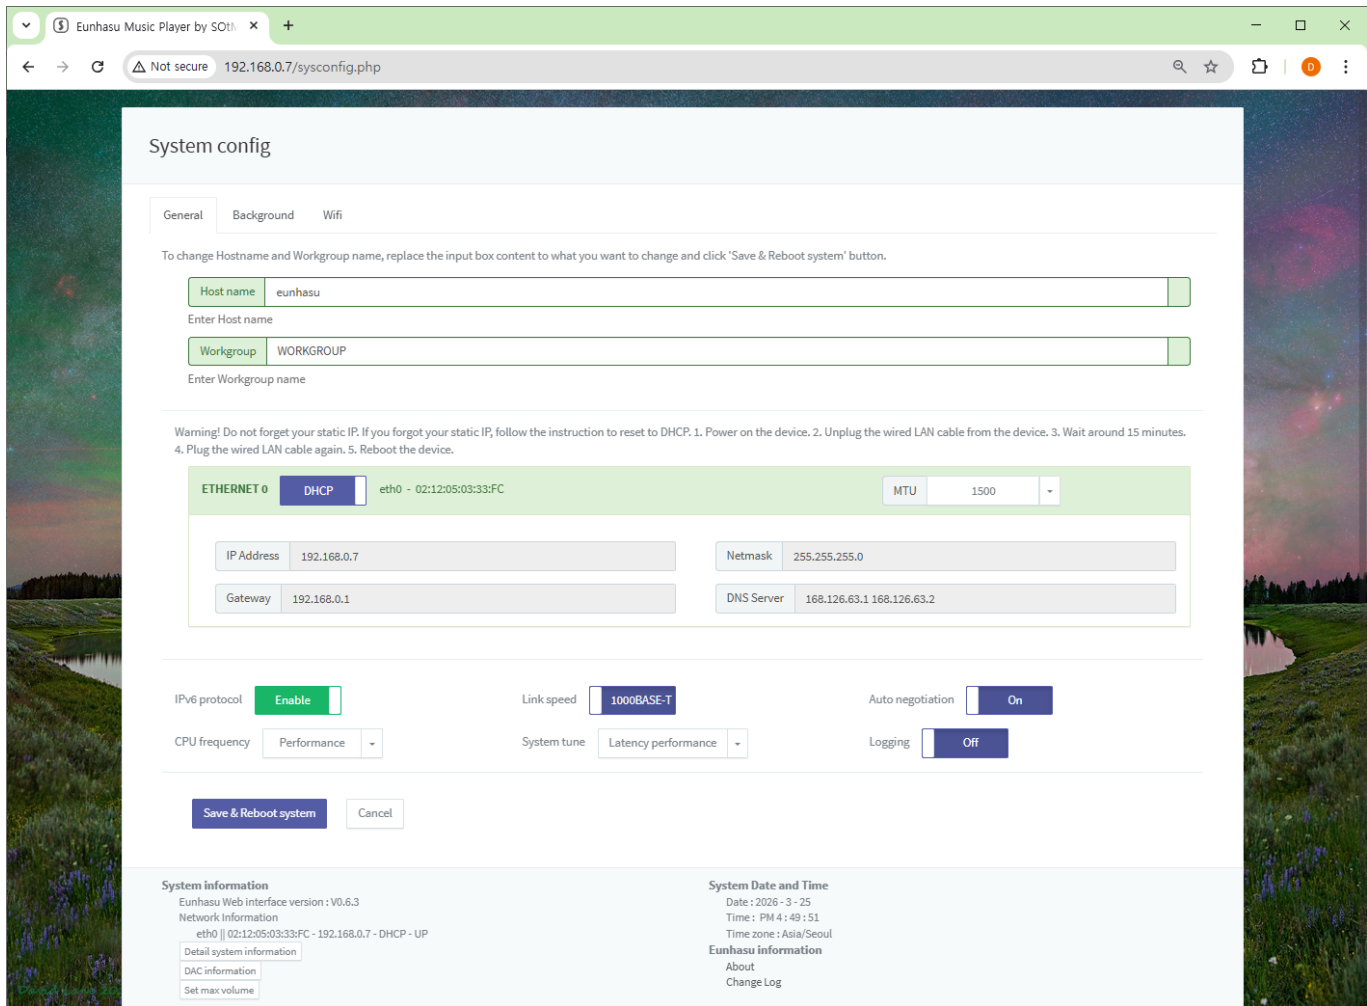 Eunhasu Music Player by SOtM
Not secure 192.168.0.7/sysconfig.php
D
System config
General Background Wifi
To change Hostname and Workgroup name, replace the input box content to what you want to change and click 'Save & Reboot system' button.
Host name eunhasu
Enter Host name
Workgroup WORKGROUP
Enter Workgroup name
Warning! Do not forget your static IP. If you forgot your static IP, follow the instruction to reset to DHCP. 1. Power on the device. 2. Unplug the wired LAN cable from the device. 3. Wait around 15 minutes.
4. Plug the wired LAN cable again. 5. Reboot the device.
ETHERNET 0 DHCP eth0 - 02:12:05:03:33:FC MTU 1500
IP Address 192.168.0.7 Netmask 255.255.255.0
Gateway 192.168.0.1 DNS Server 168.126.63.1 168.126.63.2
IPv6 protocol Enable Link speed 1000BASE-T Auto negotiation On
CPU frequency Performance System tune Latency performance Logging Off
Save & Reboot system Cancel
System information
Eunhasu Web interface version : V0.6.3
Network Information
eth0 || 02:12:05:03:33:FC - 192.168.0.7 - DHCP - UP
Detail system information
DAC information
Set max volume
System Date and Time
Date : 2026 - 3 - 25
Time : PM 4 : 49 : 51
Time zone : Asia/Seoul
Eunhasu information
About
Change Log